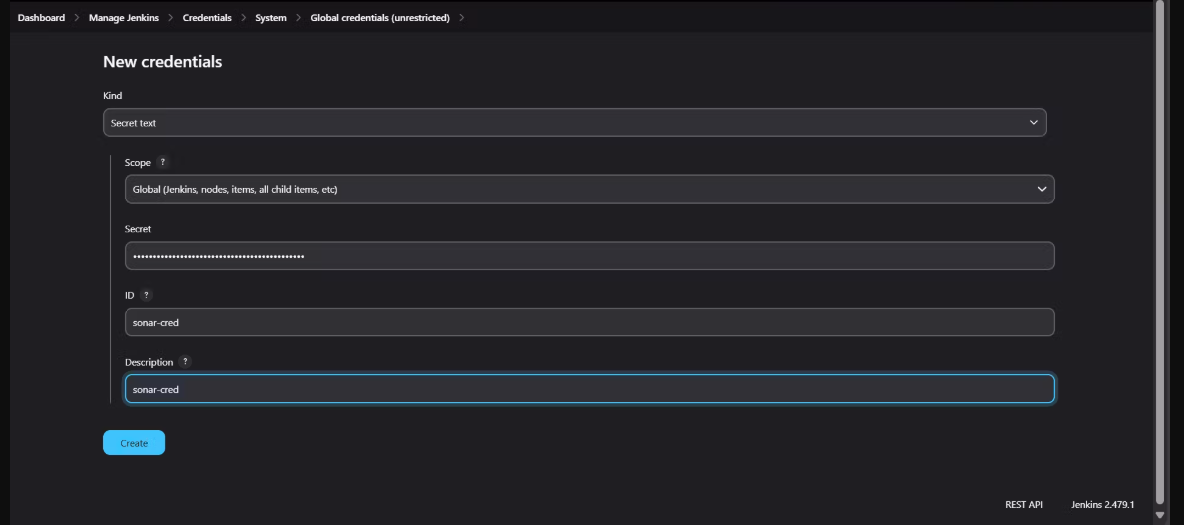 Dashboard > Manage Jenkins > Credentials > System > Global credentials (unrestricted) >
New credentials
Kind
Secret text
Scope ?
Global (Jenkins, nodes, items, all child items, etc)
Secret
••••••••••••••••••••••••••••••••••••••••••••
ID ?
sonar-cred
Description ?
sonar-cred
Create
REST API Jenkins 2.479.1